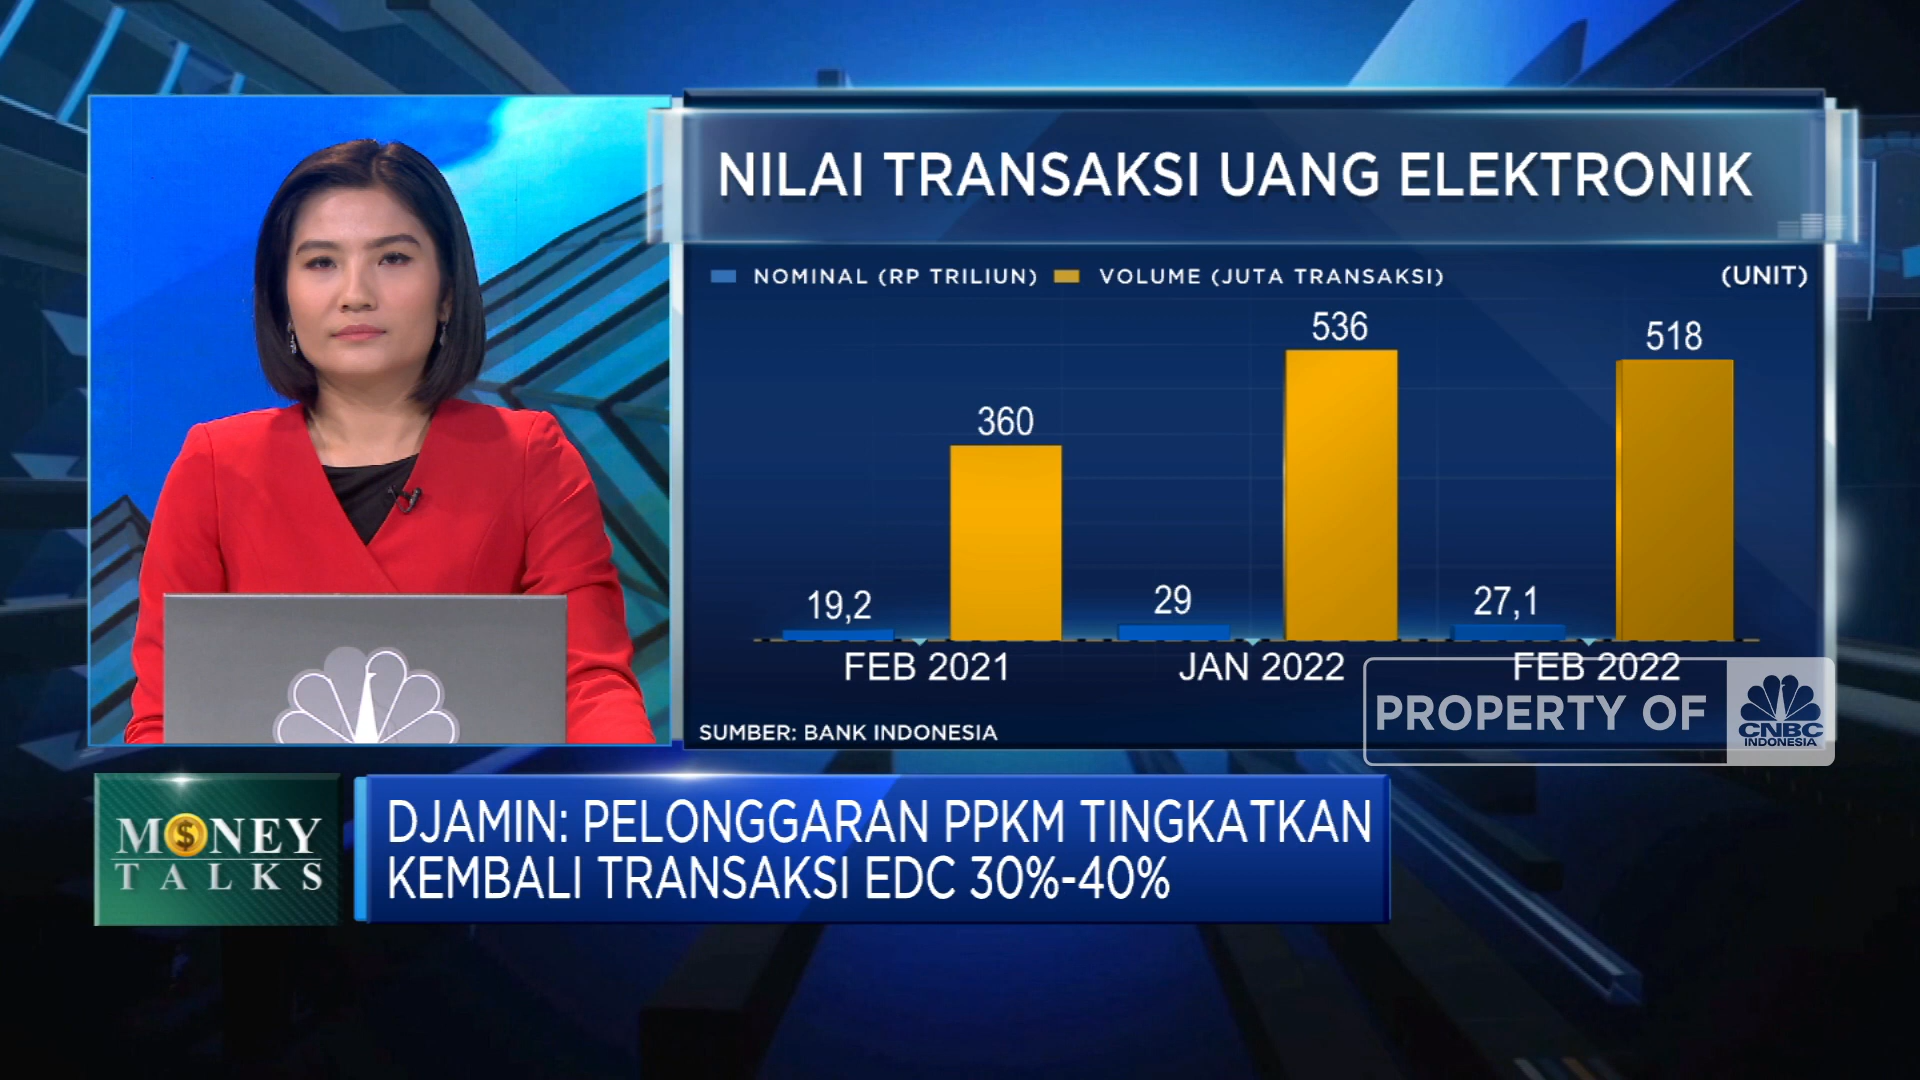 NILAI TRANSAKSI UANG ELEKTRONIK
NOMINAL (RP TRILIUN) VOLUME (JUTA TRANSAKSI) (UNIT)
19,2 360 29 536 27,1 518
FEB 2021 JAN 2022 FEB 2022
SUMBER: BANK INDONESIA
PROPERTY OF
CNBC
INDONESIA
MONEY
TALKS
DJAMIN: PELONGGARAN PPKM TINGKATKAN
KEMBALI TRANSAKSI EDC 30%-40%